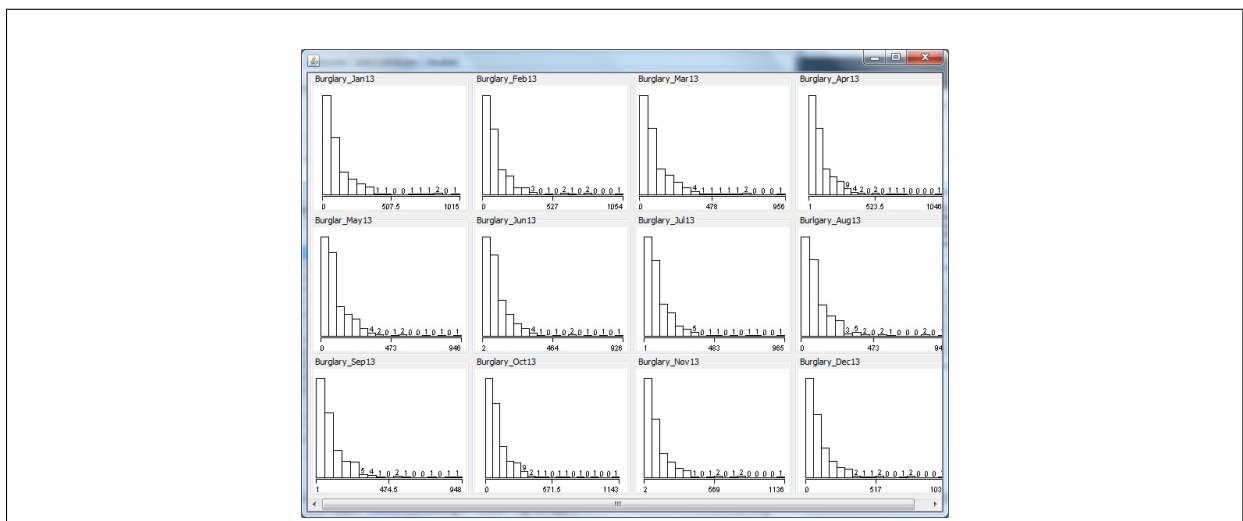 Burglary_Jan13
Burglary_Feb13
Burglary_Mar13
Burglary_Apr13
1 1 0 0 1 1 1 2 0 1
3 0 1 0 2 1 0 2 0 0 0 1
4 1 1 1 1 1 2 0 0 0 1
9 4 2 0 2 0 1 1 1 0 0 0 0 1
0 507.5 1015
0 527 1054
0 478 956
1 523.5 1046
Burglar_May13
Burglary_Jun13
Burglary_Jul13
Burlgary_Aug13
4 2 0 1 2 0 0 1 0 1 0 1
4 1 0 1 0 2 0 1 0 1 0 1
5 0 1 1 0 1 0 1 1 0 0 1
3 5 2 0 2 1 0 0 0 2 0
0 473 946
2 464 926
1 483 965
0 473
Burglary_Sep13
Burglary_Oct13
Burglary_Nov13
Burglary_Dec13
5 4 1 0 2 1 0 0 1 0 1 1
9 2 1 1 0 1 1 0 1 0 1 0 1
1 0 1 2 0 1 2 0 0 0 0 1
2 1 1 2 0 0 1 2 0 0 0 1
1 474.5 948
0 571.5 1143
2 569 1136
0 517 103